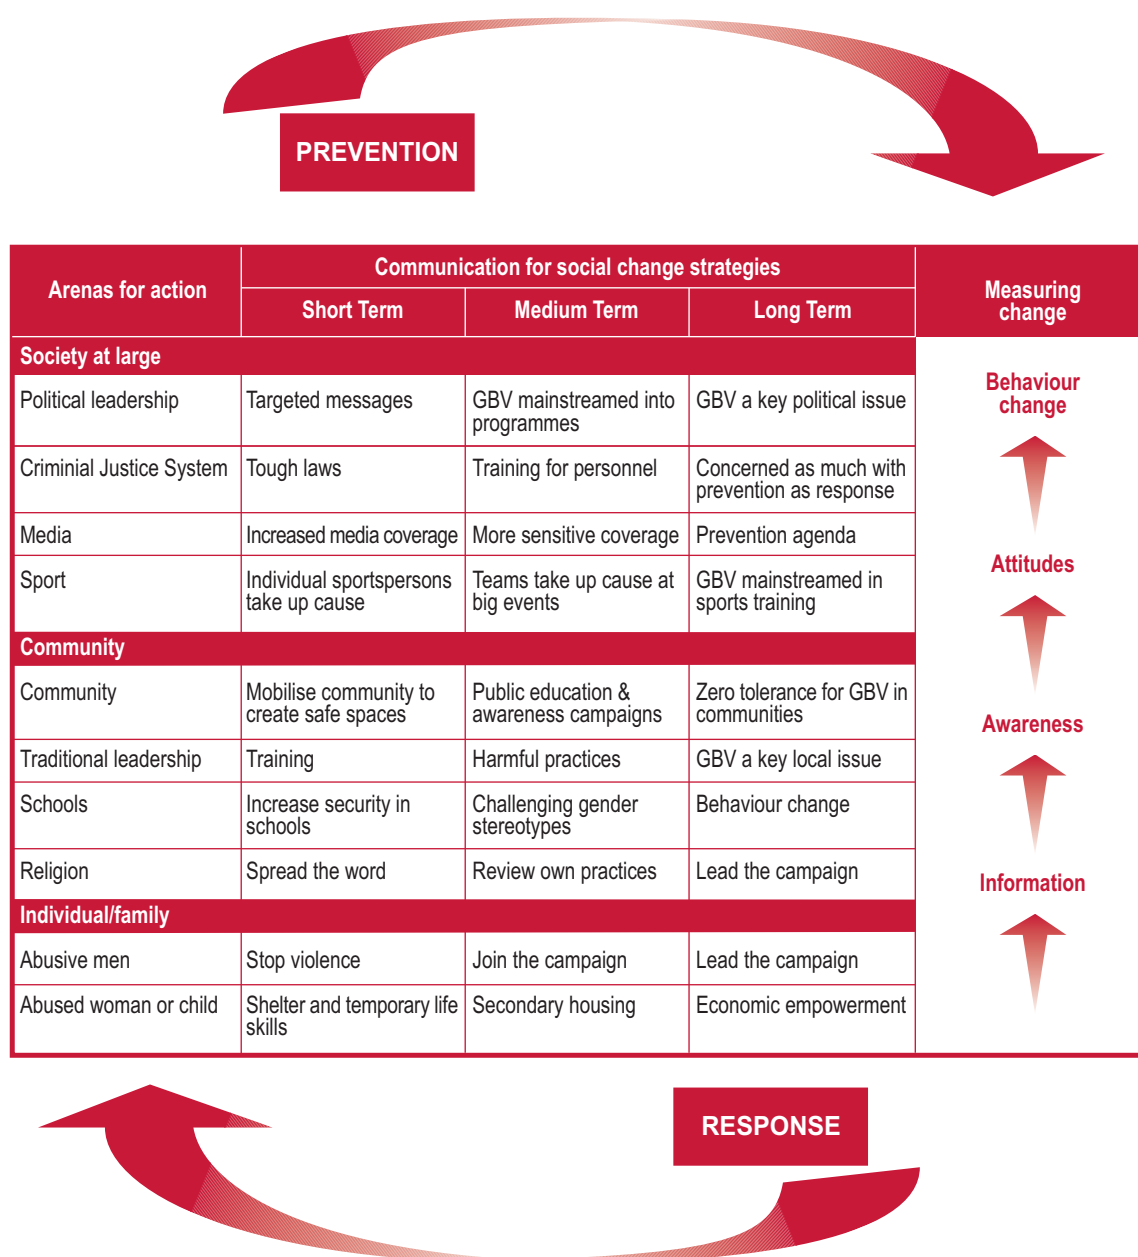 PREVENTION
Arenas for action
Communication for social change strategies
Measuring
change
Short Term
Medium Term
Long Term
Society at large
Political leadership
Targeted messages
GBV mainstreamed into
programmes
GBV a key political issue
Criminial Justice System
Tough laws
Training for personnel
Concerned as much with
prevention as response
Media
Increased media coverage
More sensitive coverage
Prevention agenda
Sport
Individual sportspersons
take up cause
Teams take up cause at
big events
GBV mainstreamed in
sports training
Community
Community
Mobilise community to
create safe spaces
Public education &
awareness campaigns
Zero tolerance for GBV in
communities
Traditional leadership
Training
Harmful practices
GBV a key local issue
Schools
Increase security in
schools
Challenging gender
stereotypes
Behaviour change
Religion
Spread the word
Review own practices
Lead the campaign
Individual/family
Abusive men
Stop violence
Join the campaign
Lead the campaign
Abused woman or child
Shelter and temporary life
skills
Secondary housing
Economic empowerment
Behaviour
change
Attitudes
Awareness
Information
RESPONSE